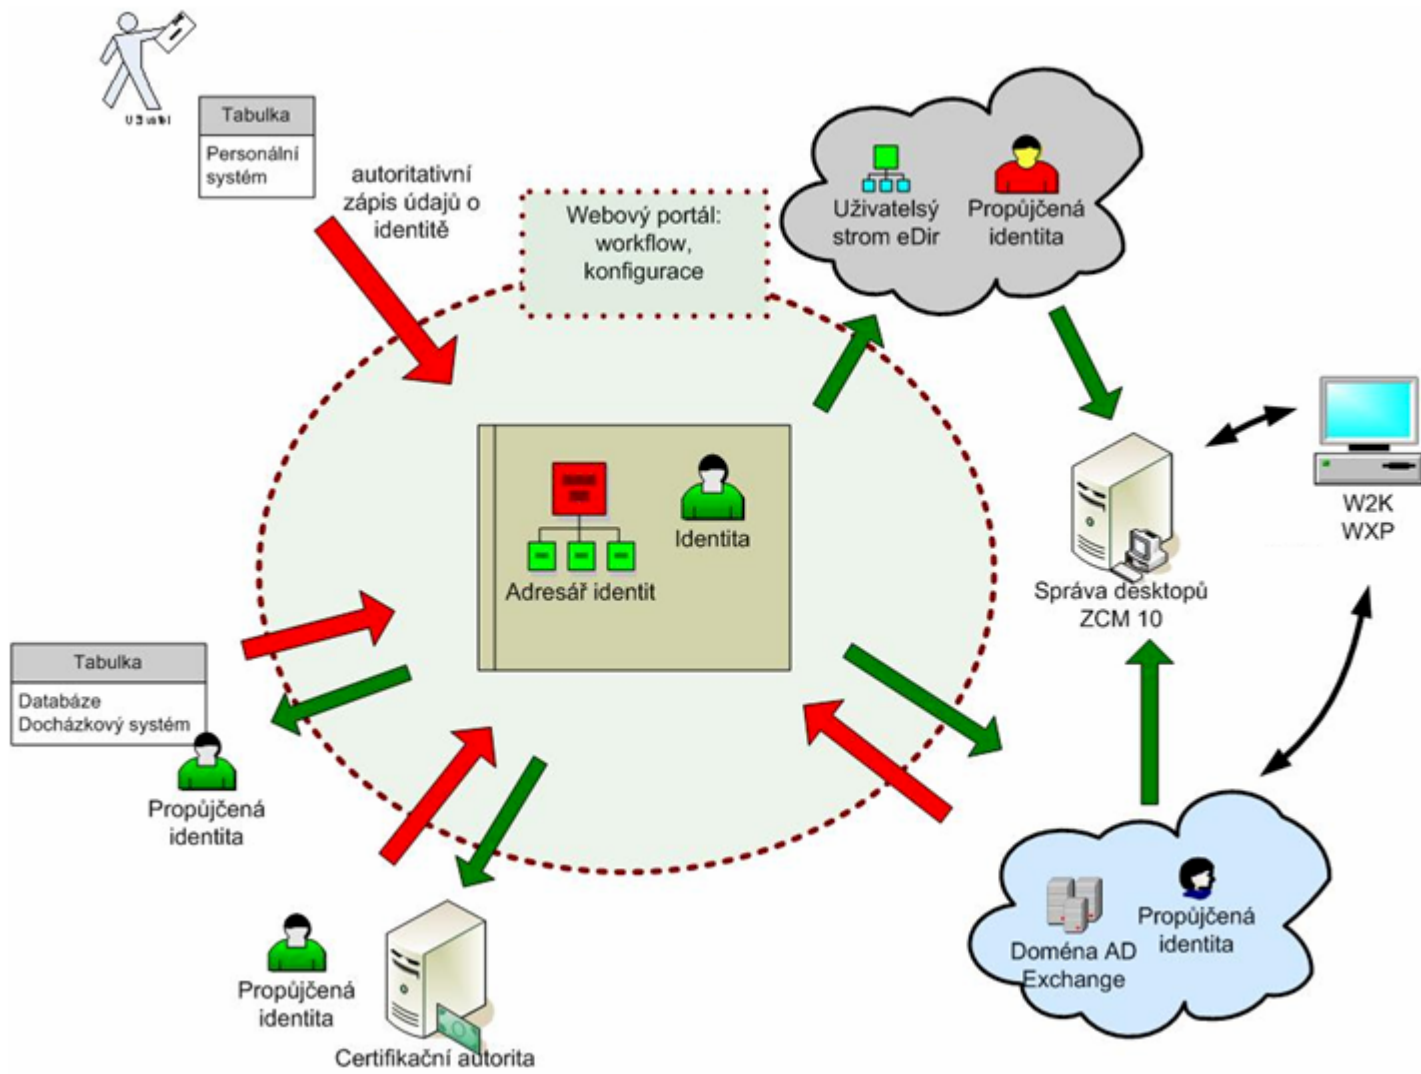 Tabulka
Personální
systém
autoritativní
zápis údajů o
identitě
Webový portál:
workflow,
konfigurace
Uživatelsý
strom eDir
Propůjčená
identita
W2K
WXP
Identita
Adresář identit
Správa desktopů
ZCM 10
Tabulka
Databáze
Docházkový systém
Propůjčená
identita
Propůjčená
identita
Certifikační autorita
Doména AD
Exchange
Propůjčená
identita